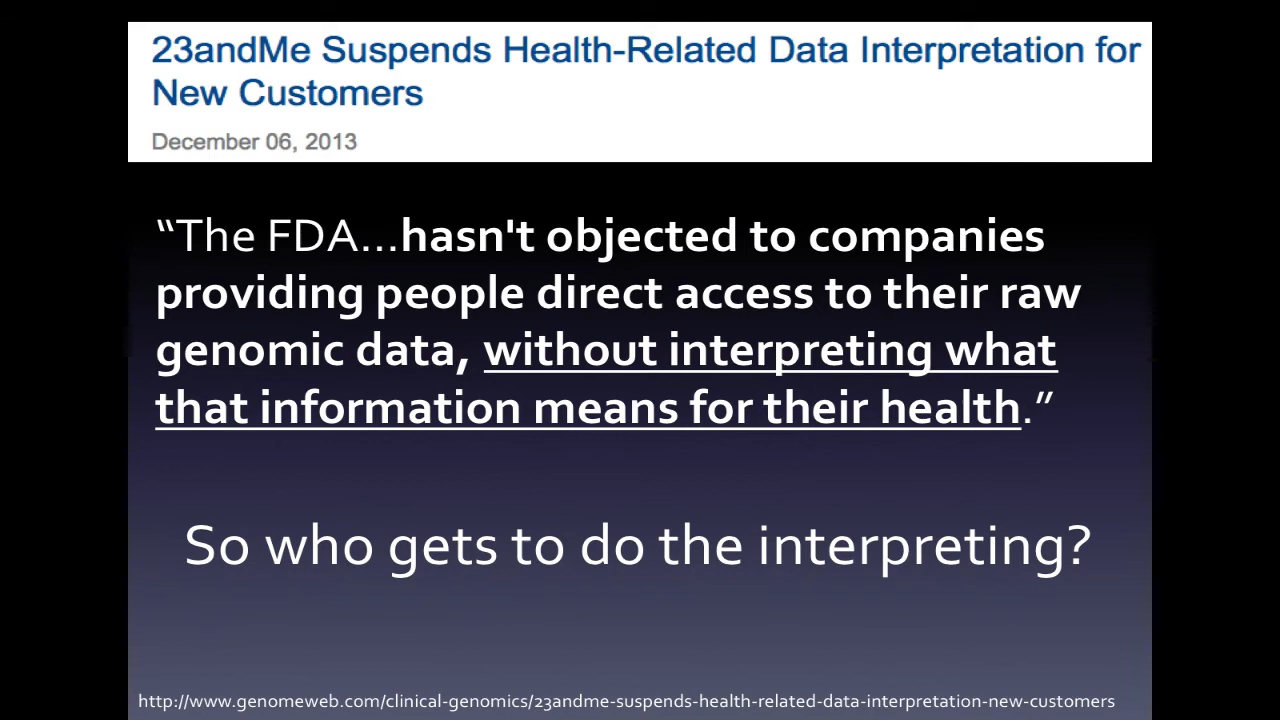 23andMe Suspends Health-Related Data Interpretation for
New Customers
December 06, 2013
“The FDA…hasn't objected to companies
providing people direct access to their raw
genomic data, without interpreting what
that information means for their health.”
So who gets to do the interpreting?
http://www.genomeweb.com/clinical-genomics/23andme-suspends-health-related-data-interpretation-new-customers